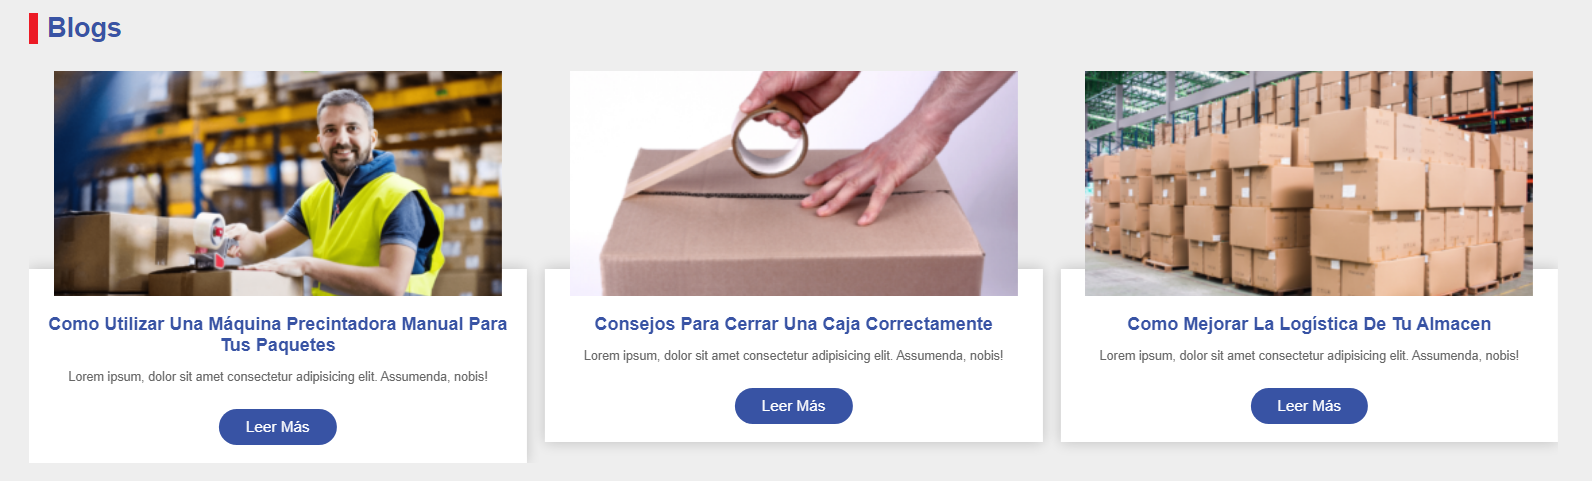 Blogs
Como Utilizar Una Máquina Precintadora Manual Para
Tus Paquetes
Lorem ipsum, dolor sit amet consectetur adipisicing elit. Assumenda, nobis!
Leer Más
Consejos Para Cerrar Una Caja Correctamente
Lorem ipsum, dolor sit amet consectetur adipisicing elit. Assumenda, nobis!
Leer Más
Como Mejorar La Logística De Tu Almacen
Lorem ipsum, dolor sit amet consectetur adipisicing elit. Assumenda, nobis!
Leer Más